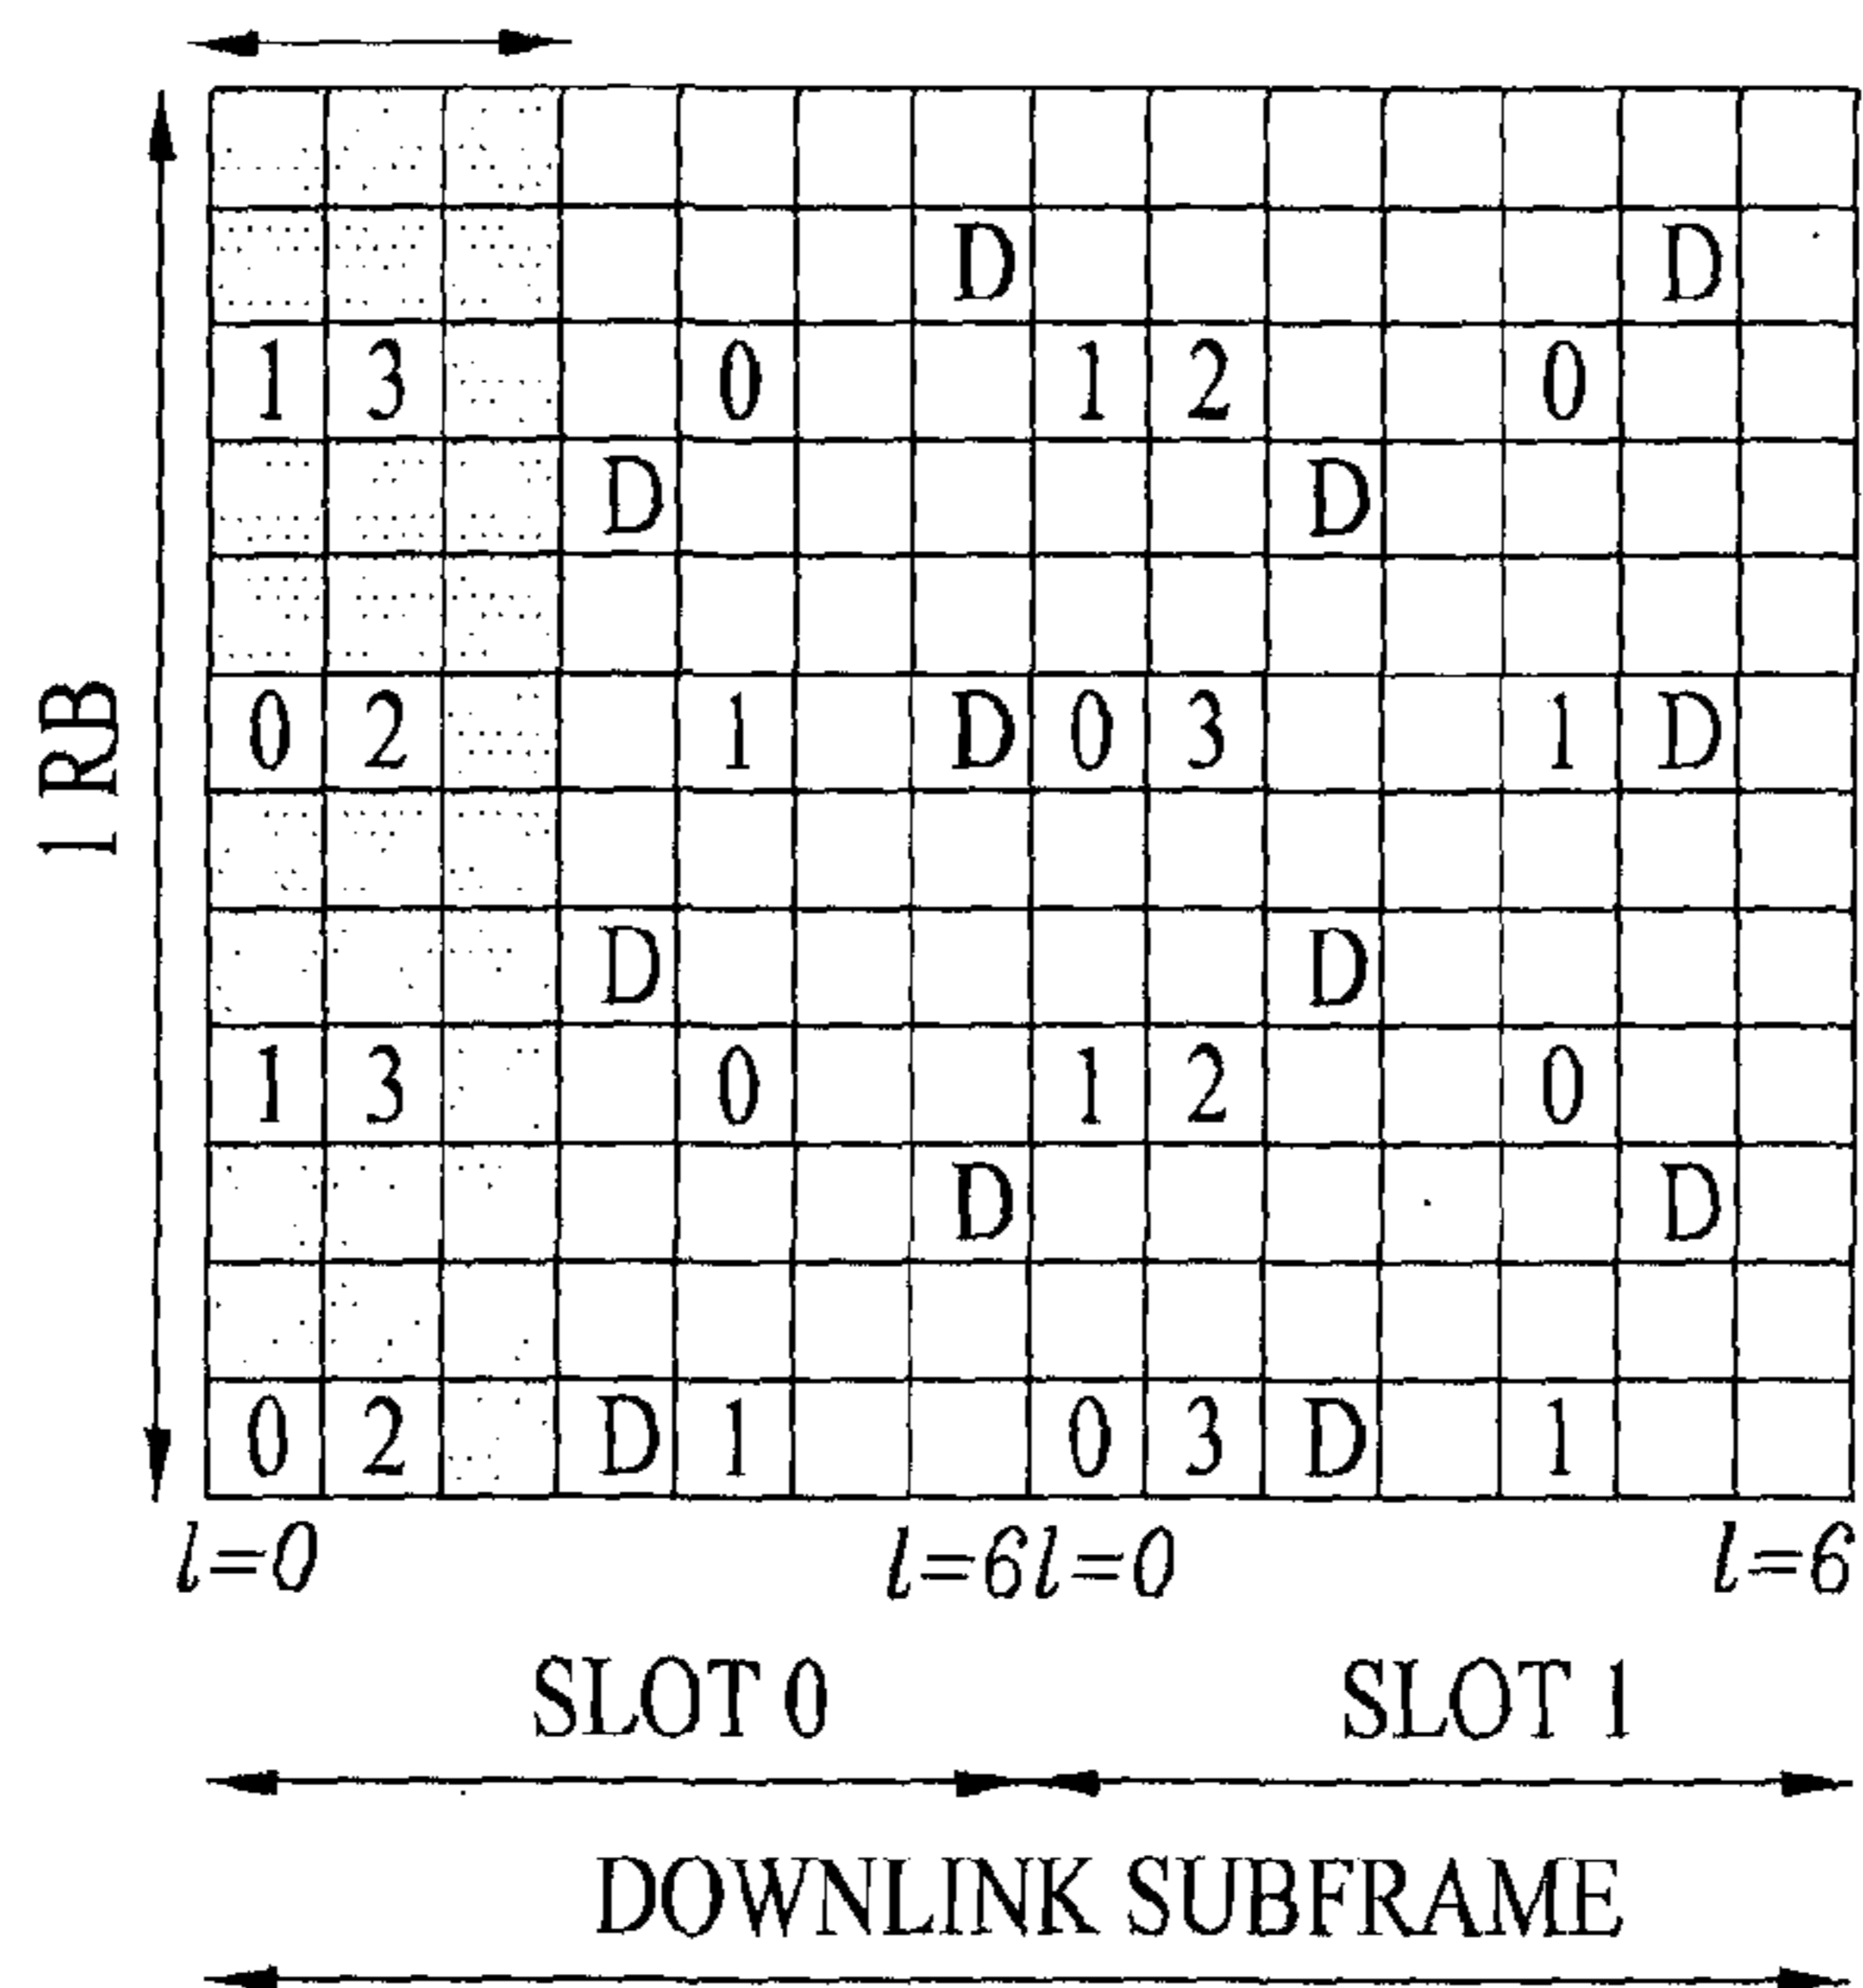 D D
1 3 0 1 2 0
D D
1 RB
0 2 1 D 0 3 1 D
D D
1 3 0 1 2 0
D D
0 2 D 1 0 3 D 1
l=0 l=6 l=0 l=6
SLOT 0 SLOT 1
DOWNLINK SUBFRAME